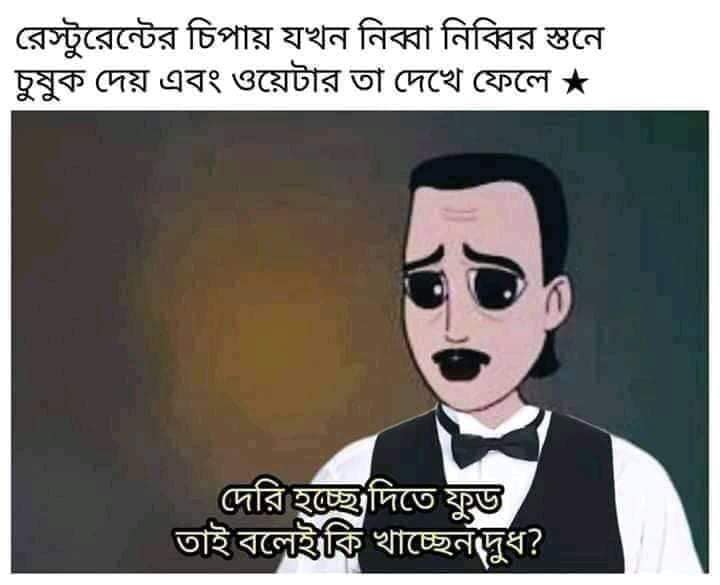 রেস্টুরেন্টের চিপায় যখন নিব্বা নিব্বির স্তনে
চুষুক দেয় এবং ওয়েটার তা দেখে ফেলে ★
দেরি হচ্ছে দিতে ফুড
তাই বলেই কি খাচ্ছেন দুধ?